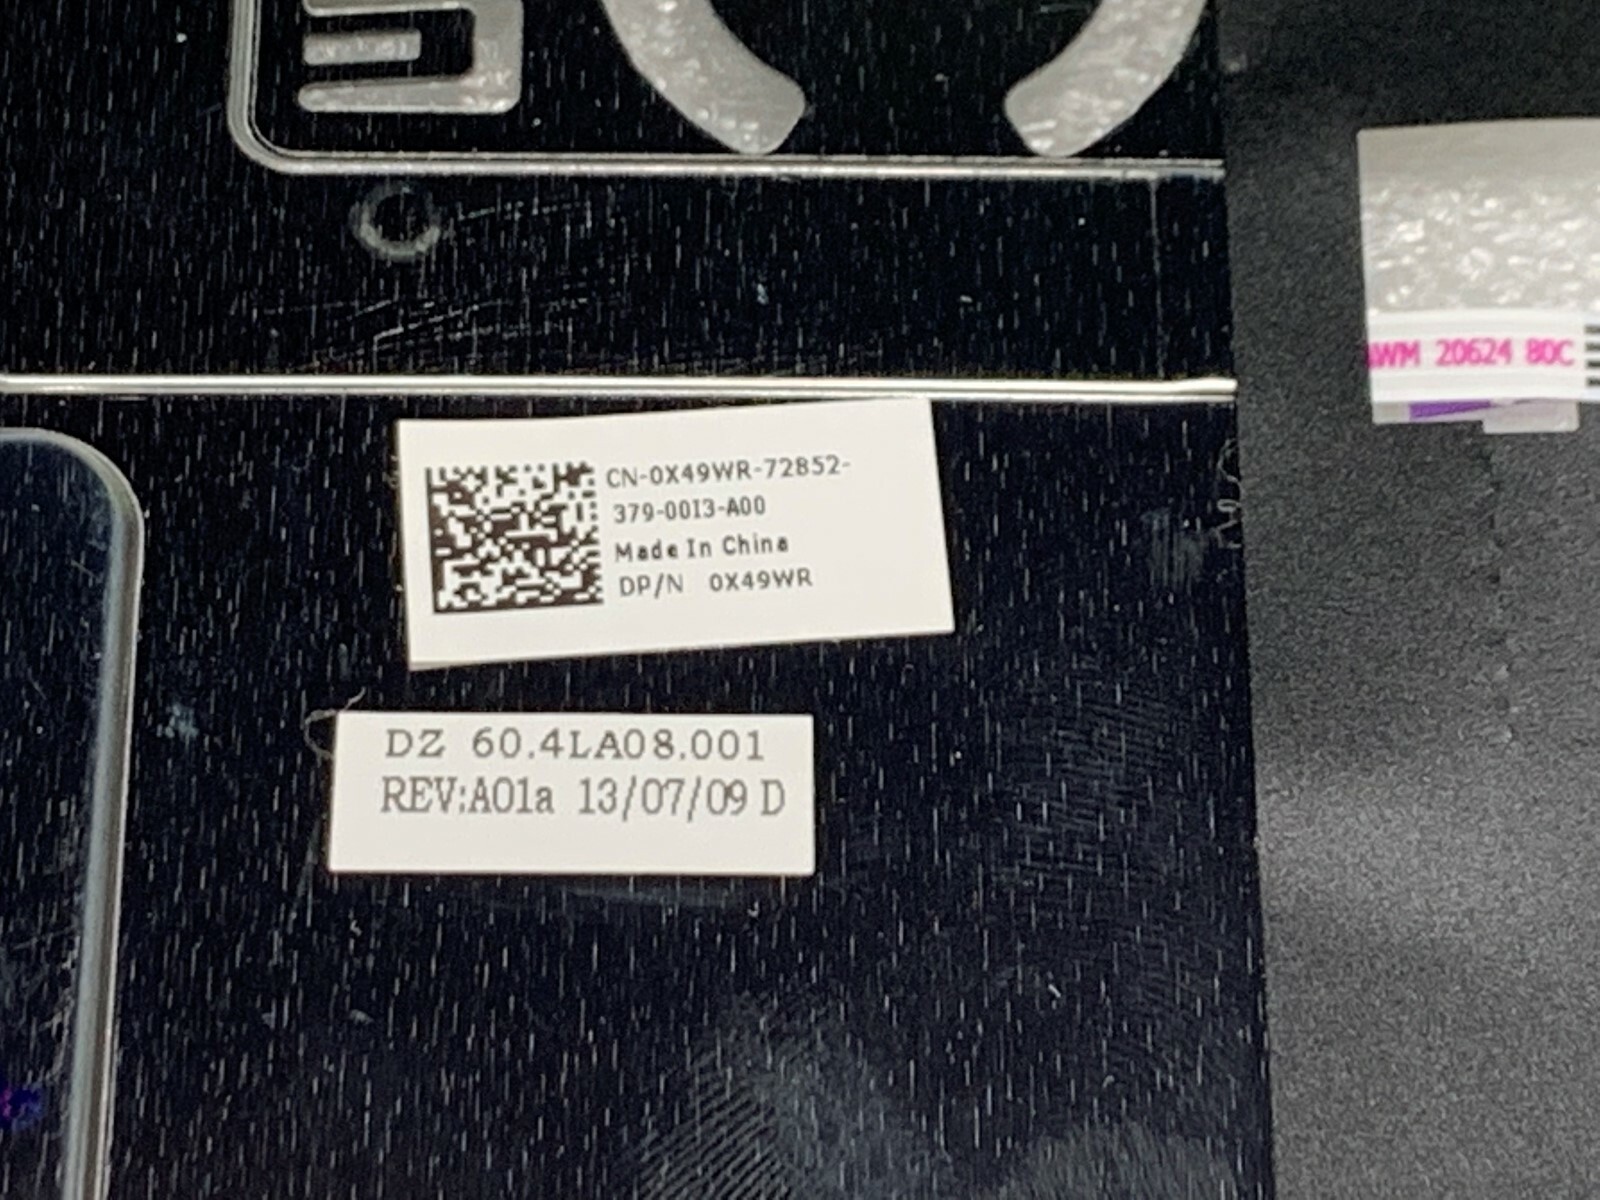 AWM 20624 80C
CN-0X49WR-72852-
379-00I3-A00
Made In China
DP/N 0X49WR
DZ 60.4LA08.001
REV:A01a 13/07/09 D